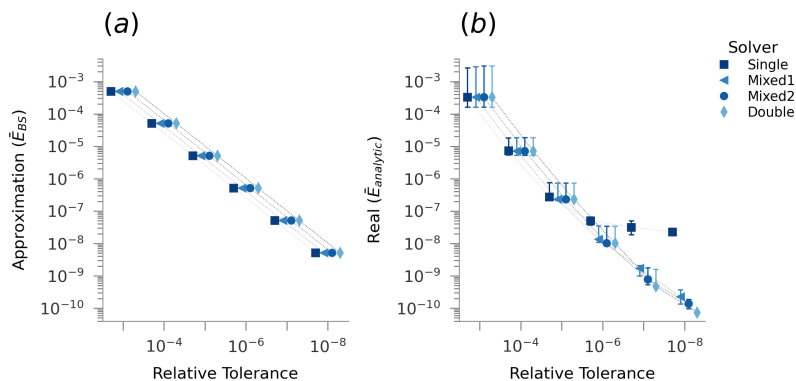 (a)
(b)
Solver
Single
Mixed1
Mixed2
Double
Approximation (Ē_BS)
10⁻³
10⁻⁴
10⁻⁵
10⁻⁶
10⁻⁷
10⁻⁸
10⁻⁹
10⁻¹⁰
10⁻⁴
10⁻⁶
10⁻⁸
Relative Tolerance
Real (Ē_analytic)
10⁻³
10⁻⁴
10⁻⁵
10⁻⁶
10⁻⁷
10⁻⁸
10⁻⁹
10⁻¹⁰
10⁻⁴
10⁻⁶
10⁻⁸
Relative Tolerance